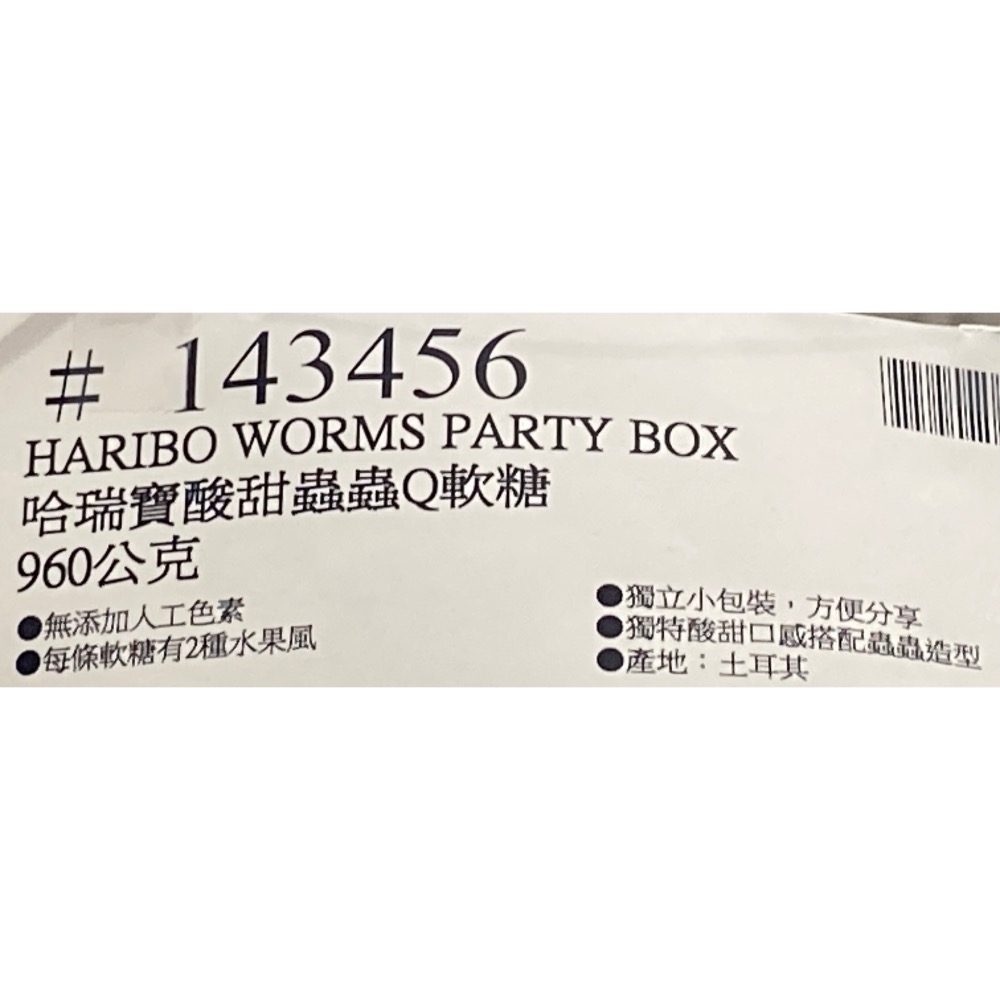 # 143456
HARIBO WORMS PARTY BOX
哈瑞寶酸甜蟲蟲Q軟糖
960公克
●無添加人工色素
●每條軟糖有2種水果風
●獨立小包裝，方便分享
●獨特酸甜口感搭配蟲蟲造型
●產地：土耳其